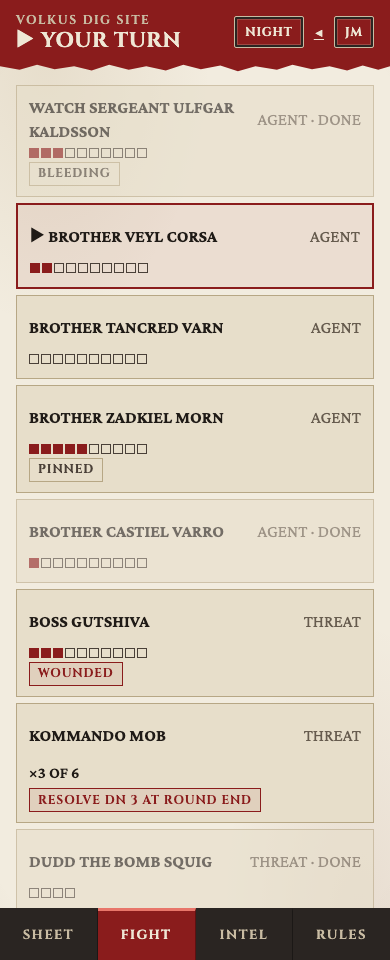 VOLKUS DIG SITE
▶ YOUR TURN
NIGHT
◄
JM
WATCH SERGEANT ULFGAR
KALDSSON
AGENT · DONE
BLEEDING
▶ BROTHER VEYL CORSA
AGENT
BROTHER TANCRED VARN
AGENT
BROTHER ZADKIEL MORN
AGENT
PINNED
BROTHER CASTIEL VARRO
AGENT · DONE
BOSS GUTSHIVA
THREAT
WOUNDED
KOMMANDO MOB
THREAT
×3 OF 6
RESOLVE DN 3 AT ROUND END
DUDD THE BOMB SQUIG
THREAT · DONE
SHEET
FIGHT
INTEL
RULES